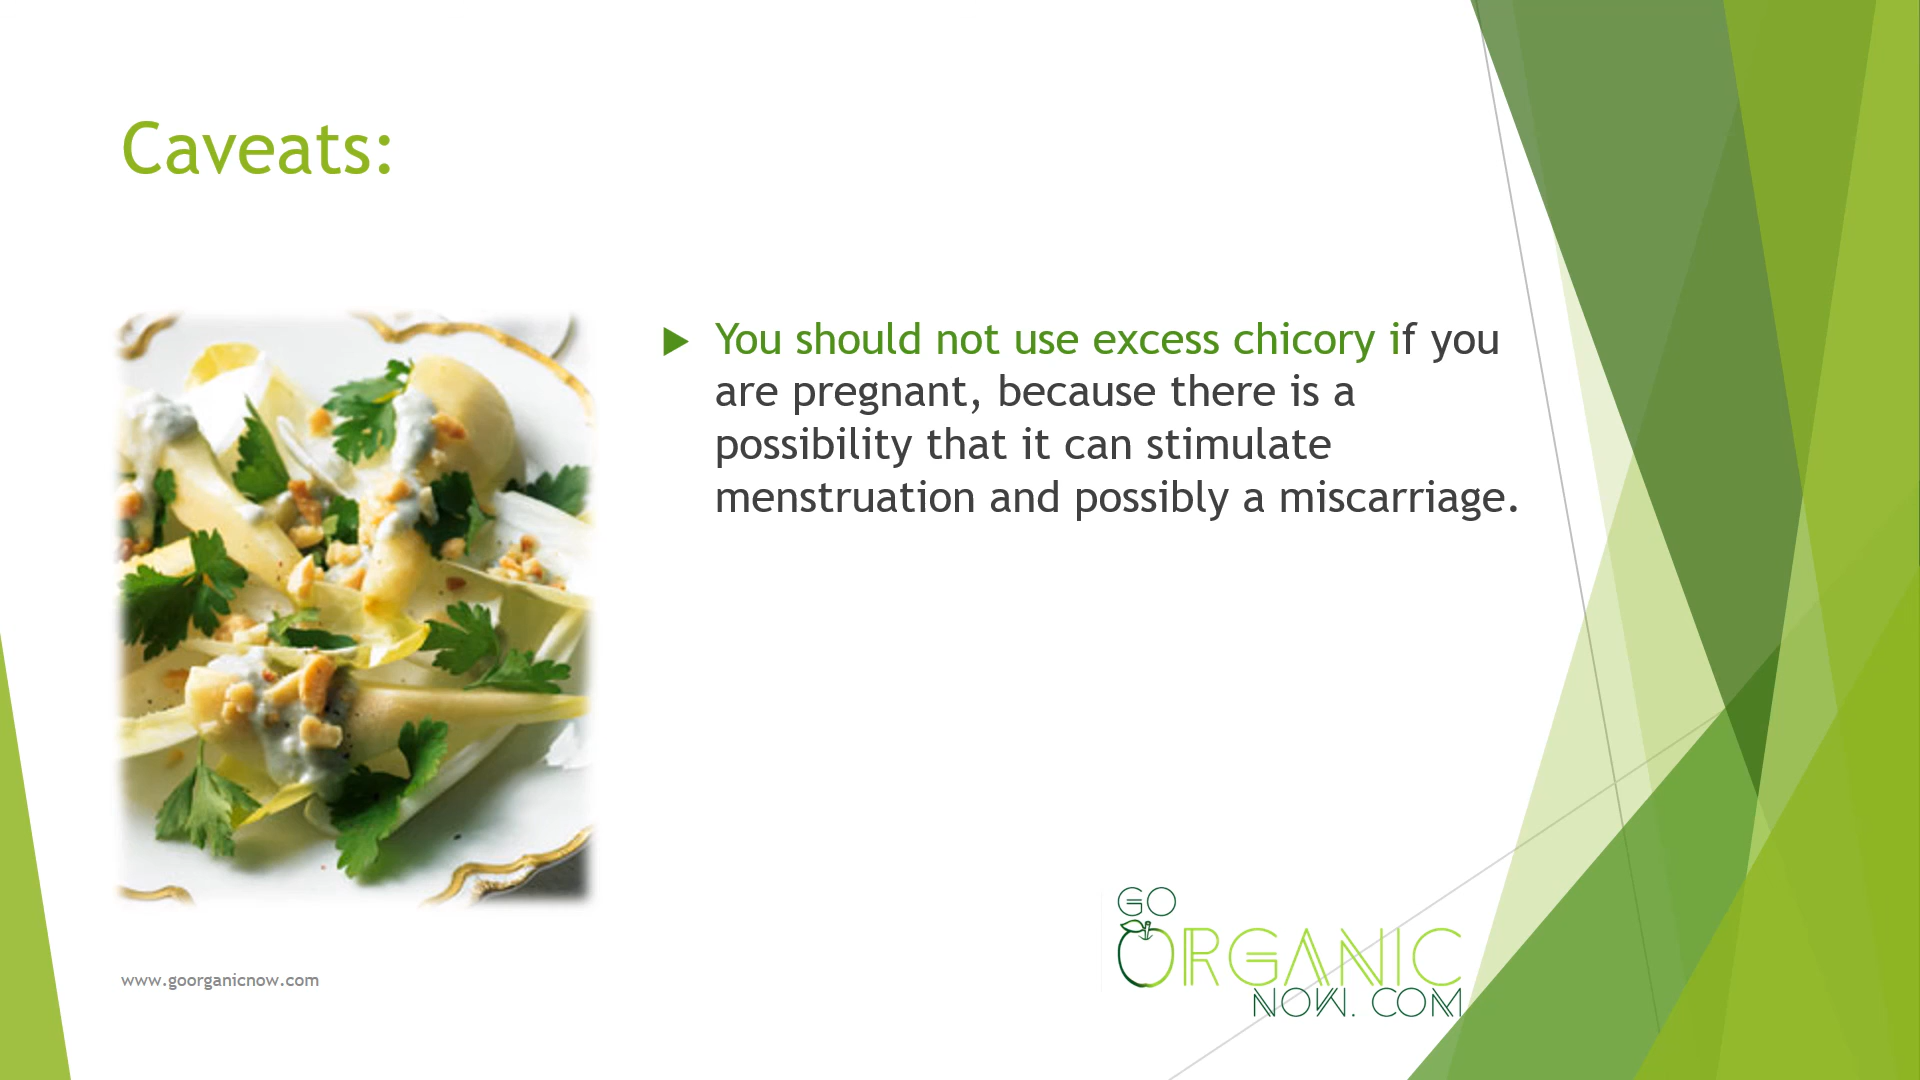 Caveats:
You should not use excess chicory if you
are pregnant, because there is a
possibility that it can stimulate
menstruation and possibly a miscarriage.
GO
ORGANIC
NOW. COM
www.goorganicnow.com